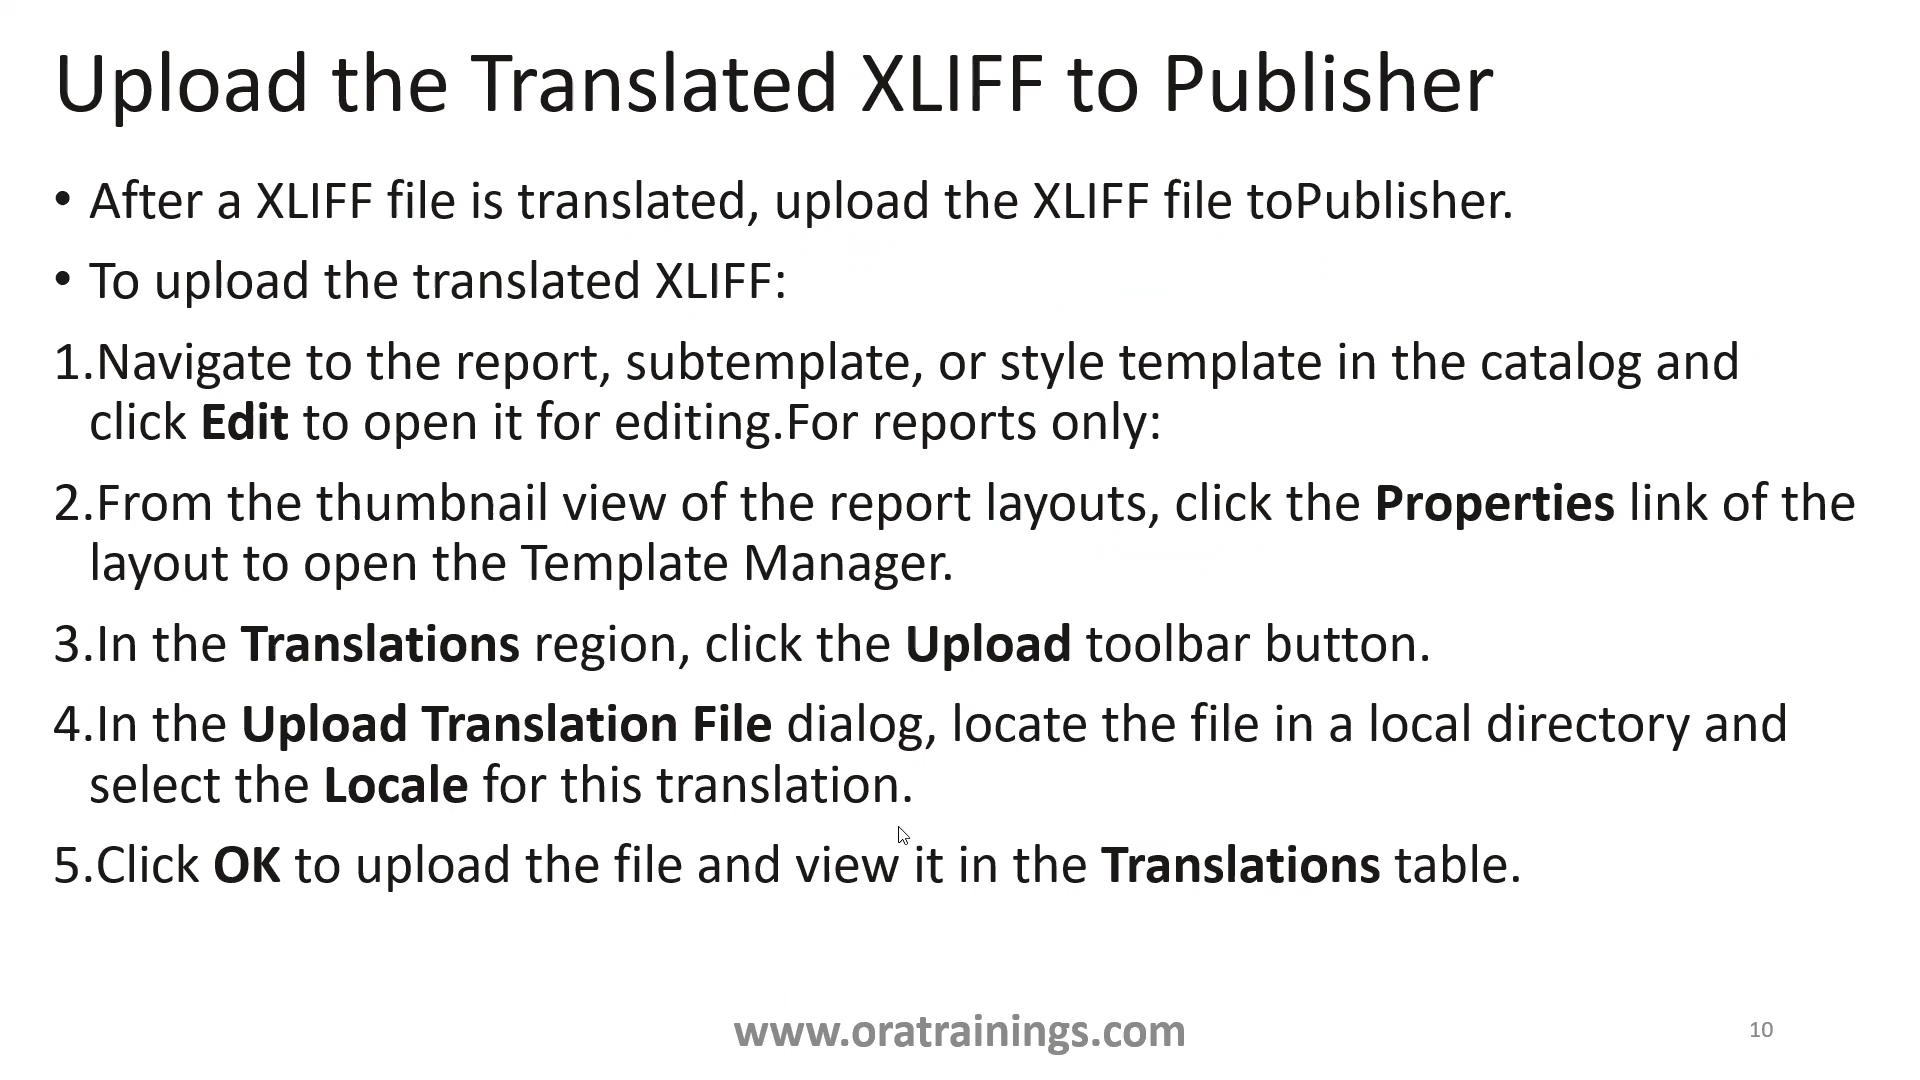 Upload the Translated XLIFF to Publisher
• After a XLIFF file is translated, upload the XLIFF file toPublisher.
• To upload the translated XLIFF:
1.Navigate to the report, subtemplate, or style template in the catalog and
click Edit to open it for editing.For reports only:
2.From the thumbnail view of the report layouts, click the Properties link of the
layout to open the Template Manager.
3.In the Translations region, click the Upload toolbar button.
4.In the Upload Translation File dialog, locate the file in a local directory and
select the Locale for this translation.
5.Click OK to upload the file and view it in the Translations table.
www.oratrainings.com
10